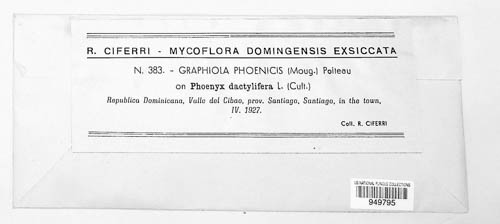 R. CIFERRI - MYCOFLORA DOMINGENSIS EXSICCATA
N. 383. - GRAPHIOLA PHOENICIS (Moug.) Poiteau
on Phoenyx dactylifera L. (Cult.)
Republica Dominicana, Valle del Cibao, prov. Santiago, Santiago, in the town,
IV. 1927.
Coll. R. CIFERRI
US NATIONAL FUNGUS COLLECTIONS
949795